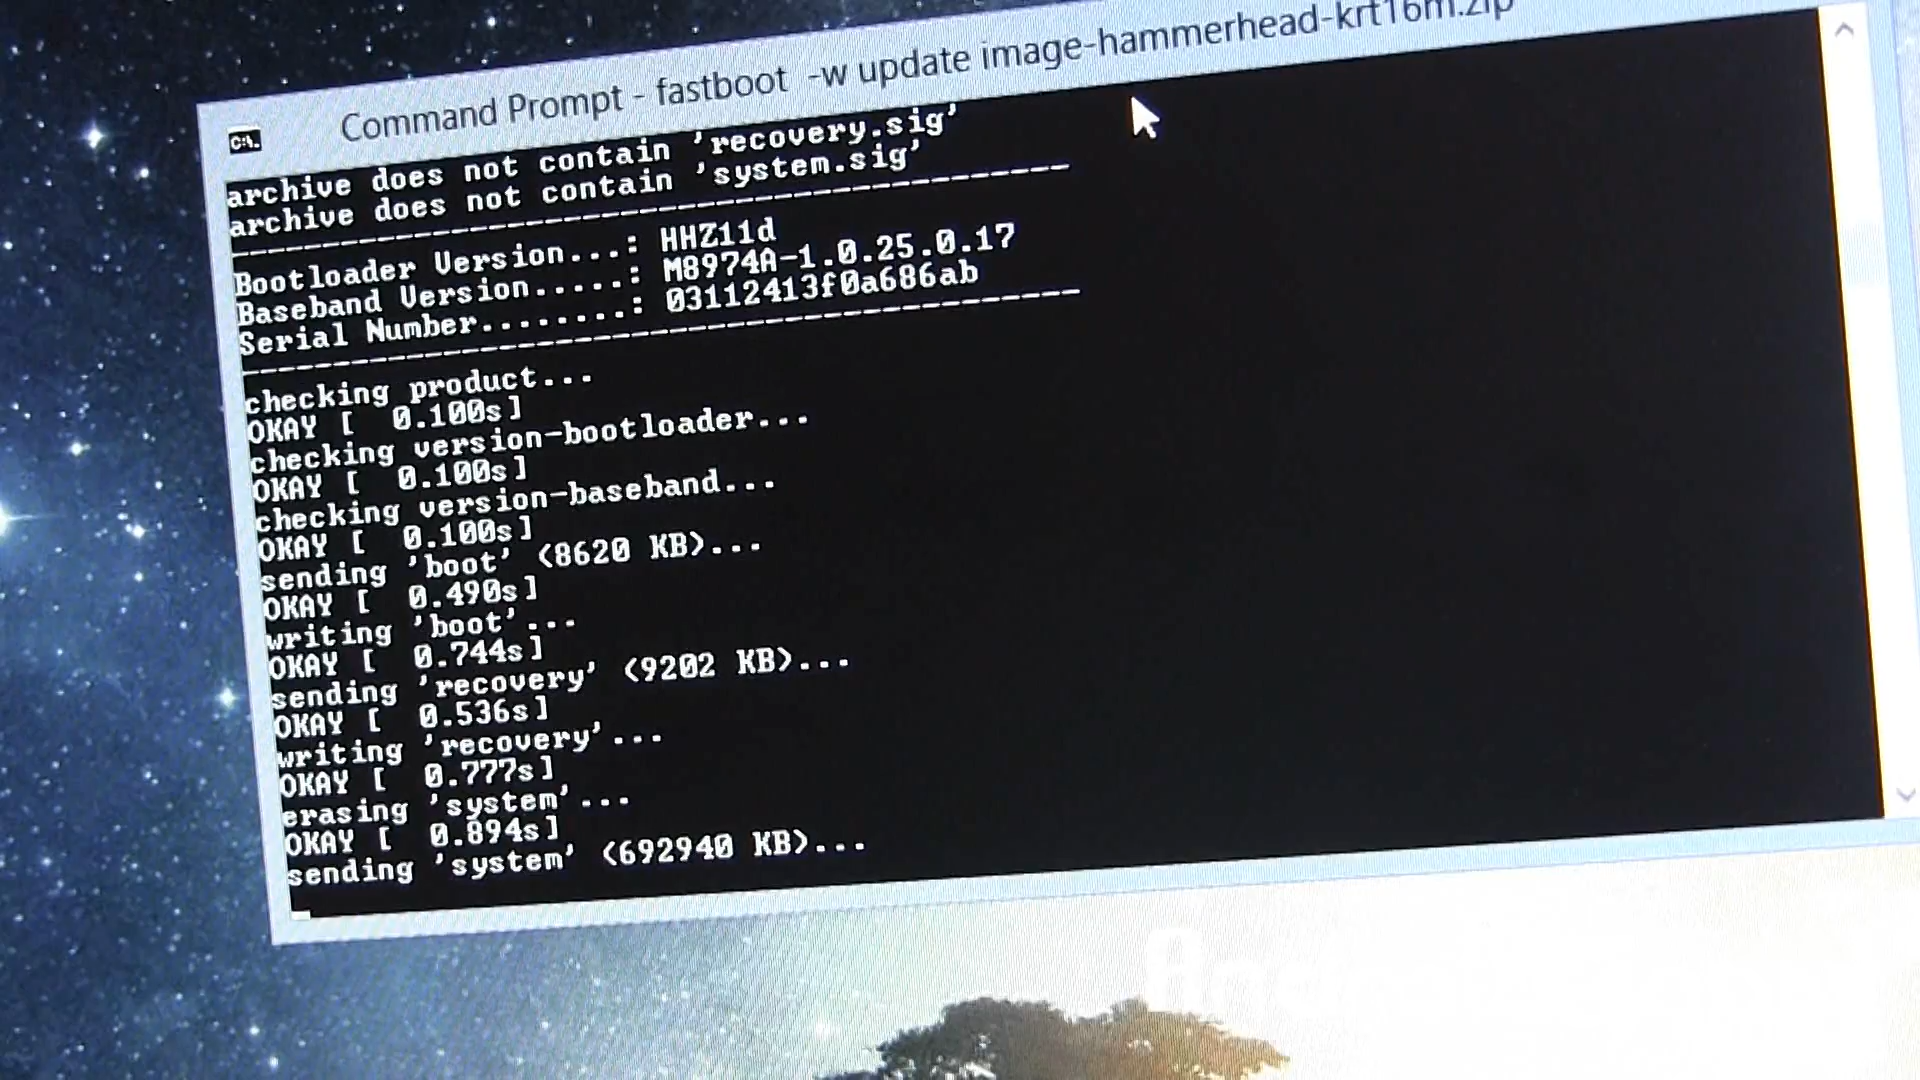 Command Prompt - fastboot  -w update image-hammerhead-krt16m.zip
C:\.
archive does not contain 'recovery.sig'
archive does not contain 'system.sig'
----------------------------------------
Bootloader Version...: HHZ11d
Baseband Version.....: M8974A-1.0.25.0.17
Serial Number........: 03112413f0a686ab
----------------------------------------
checking product...
OKAY [  0.100s]
checking version-bootloader...
OKAY [  0.100s]
checking version-baseband...
OKAY [  0.100s]
sending 'boot' (8620 KB)...
OKAY [  0.490s]
writing 'boot'...
OKAY [  0.744s]
sending 'recovery' (9202 KB)...
OKAY [  0.536s]
writing 'recovery'...
OKAY [  0.777s]
erasing 'system'...
OKAY [  0.894s]
sending 'system' (692940 KB)...